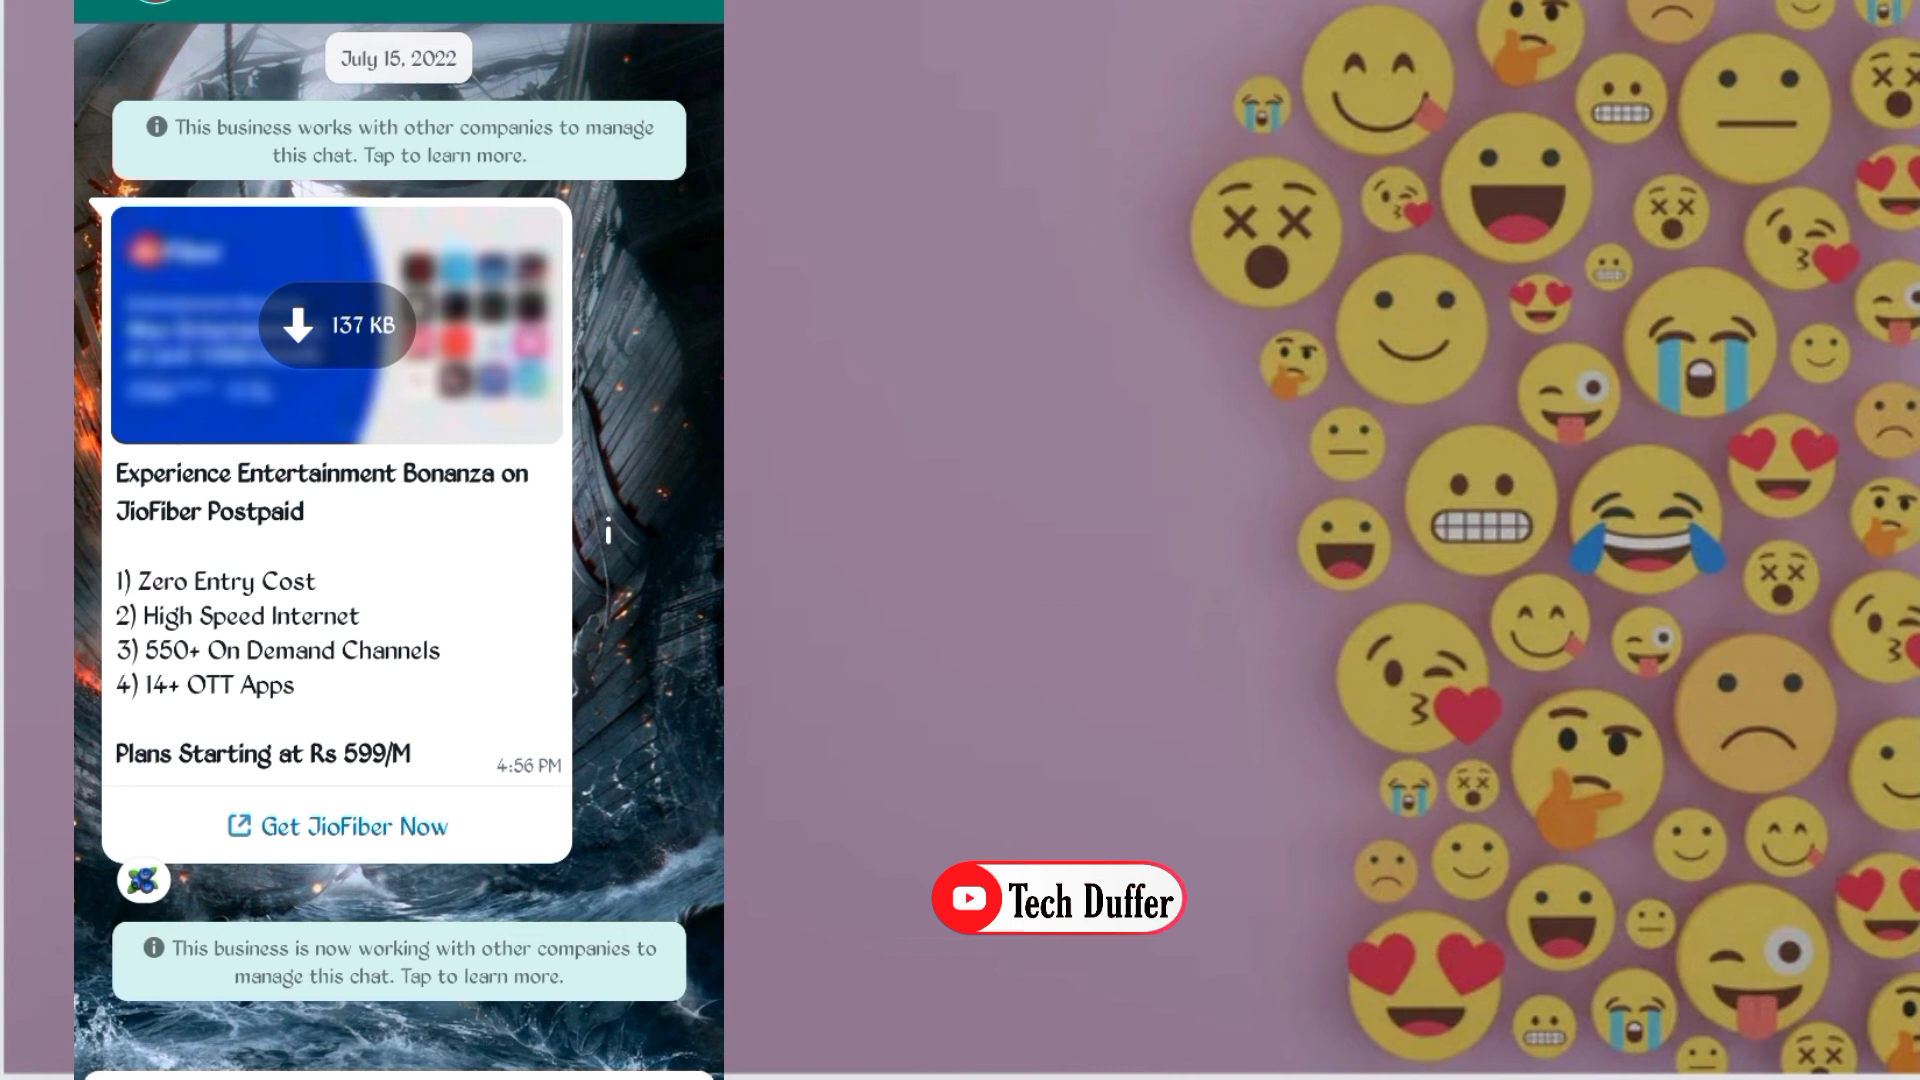 July 15, 2022
This business works with other companies to manage
this chat. Tap to learn more.
137 KB
Experience Entertainment Bonanza on
JioFiber Postpaid
1) Zero Entry Cost
2) High Speed Internet
3) 550+ On Demand Channels
4) 14+ OTT Apps
Plans Starting at Rs 599/M
4:56 PM
Get JioFiber Now
This business is now working with other companies to
manage this chat. Tap to learn more.
Tech Duffer